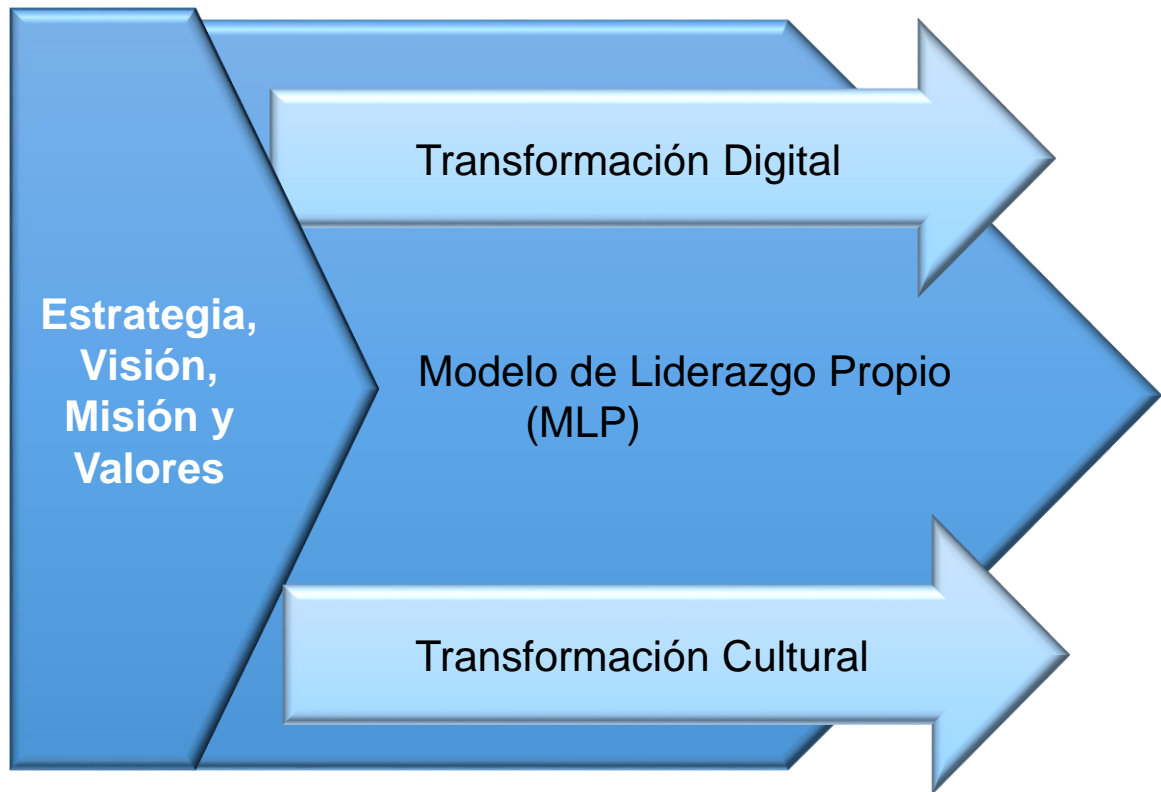 Transformación Digital
Estrategia,
Visión,
Misión y
Valores
Modelo de Liderazgo Propio
(MLP)
Transformación Cultural